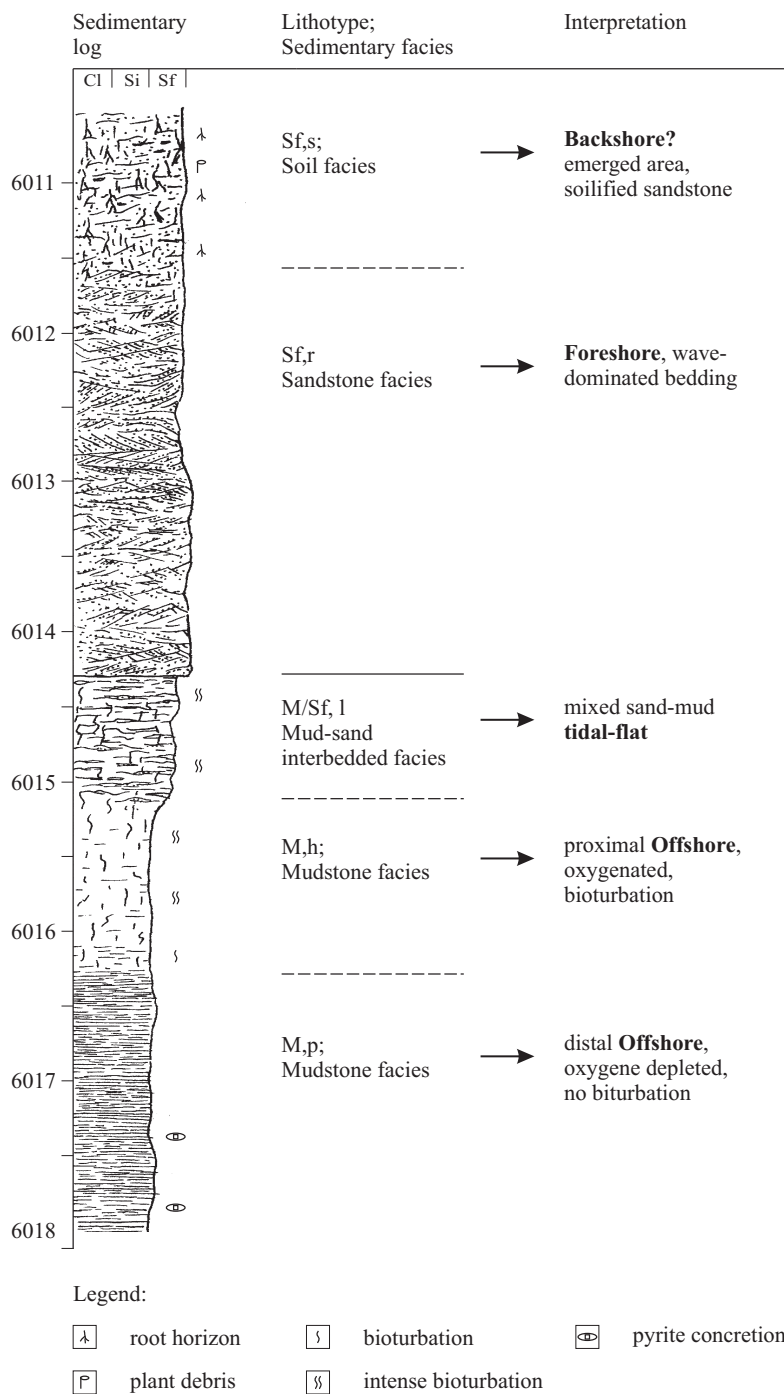 Sedimentary
log
Lithotype;
Sedimentary facies
Interpretation
Cl Si Sf
6011
6012
6013
6014
6015
6016
6017
6018
Sf,s;
Soil facies
Backshore?
emerged area,
soilified sandstone
Sf,r
Sandstone facies
Foreshore, wave-
dominated bedding
M/Sf, l
Mud-sand
interbedded facies
mixed sand-mud
tidal-flat
M,h;
Mudstone facies
proximal Offshore,
oxygenated,
bioturbation
M,p;
Mudstone facies
distal Offshore,
oxygene depleted,
no biturbation
Legend:
root horizon
bioturbation
pyrite concretion
plant debris
intense bioturbation